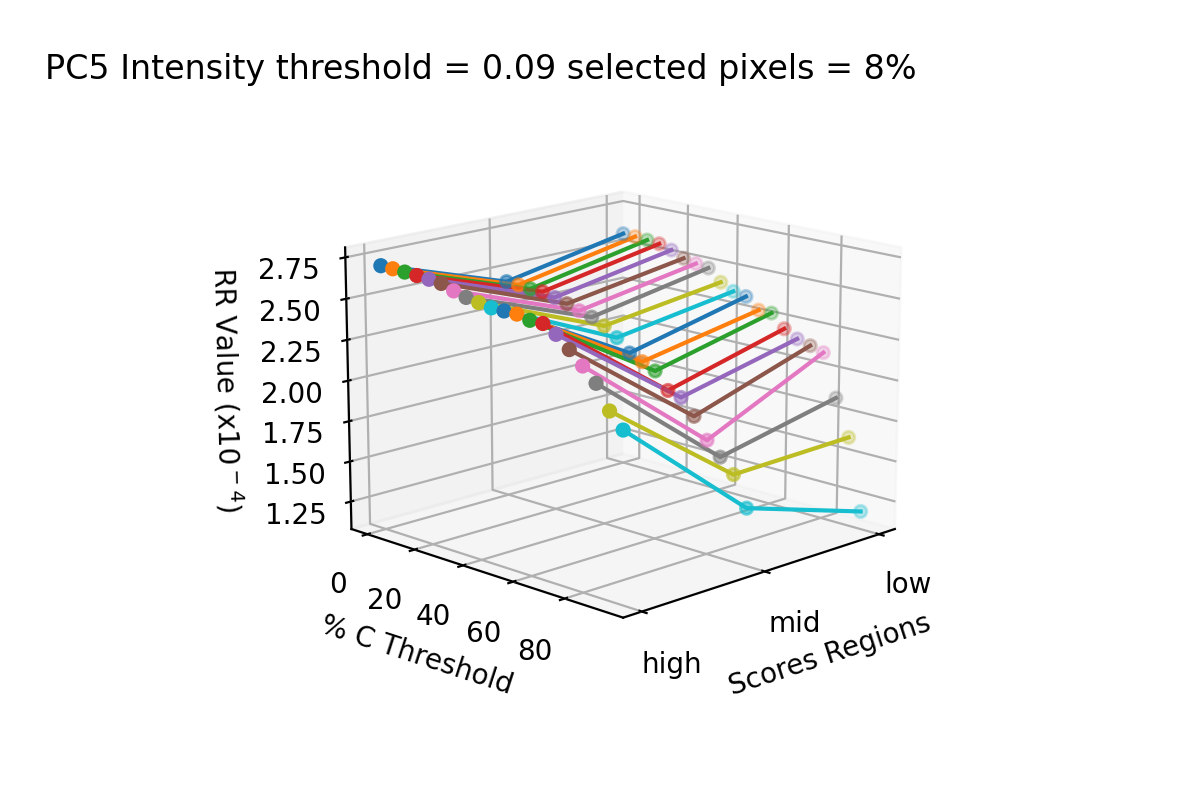 PC5 Intensity threshold = 0.09 selected pixels = 8%
RR Value (x10⁻⁴)
2.75
2.50
2.25
2.00
1.75
1.50
1.25
0
20
40
60
80
% C Threshold
high
mid
low
Scores Regions